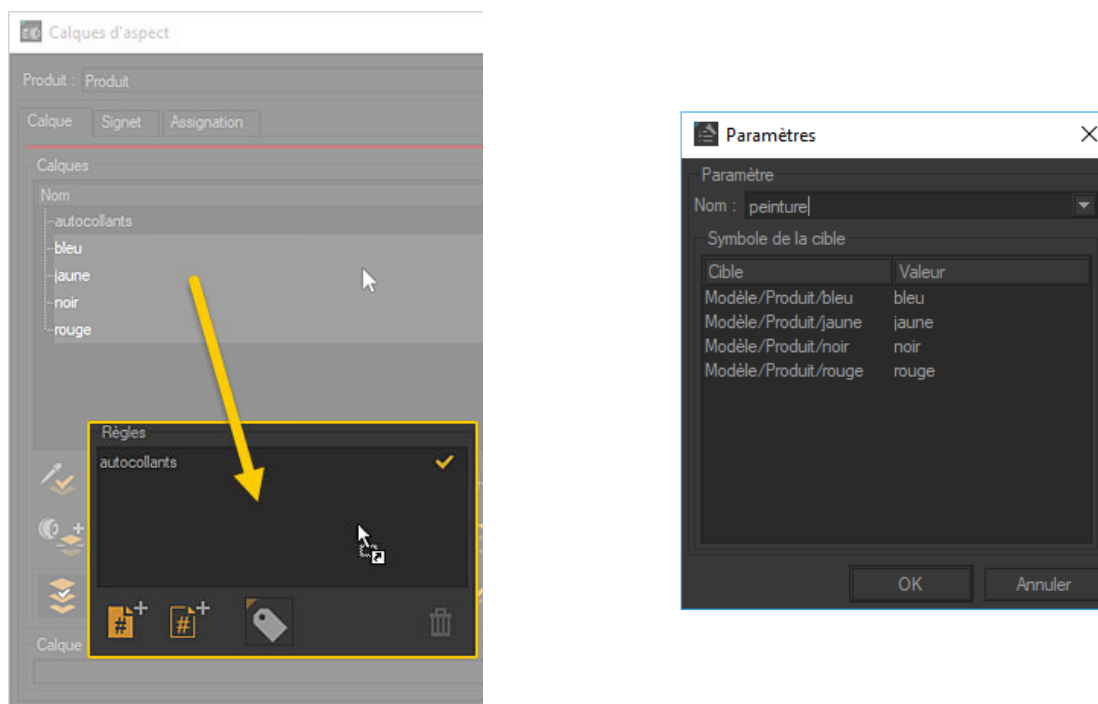 Calques d'aspect
Produit : Produit
Calque Signet Assignation
Calques
Nom
autocollants
bleu
jaune
noir
rouge
Règles
autocollants
Calque
Paramètres
Paramètre
Nom : peinture
Symbole de la cible
Cible Valeur
Modèle/Produit/bleu bleu
Modèle/Produit/jaune jaune
Modèle/Produit/noir noir
Modèle/Produit/rouge rouge
OK Annuler